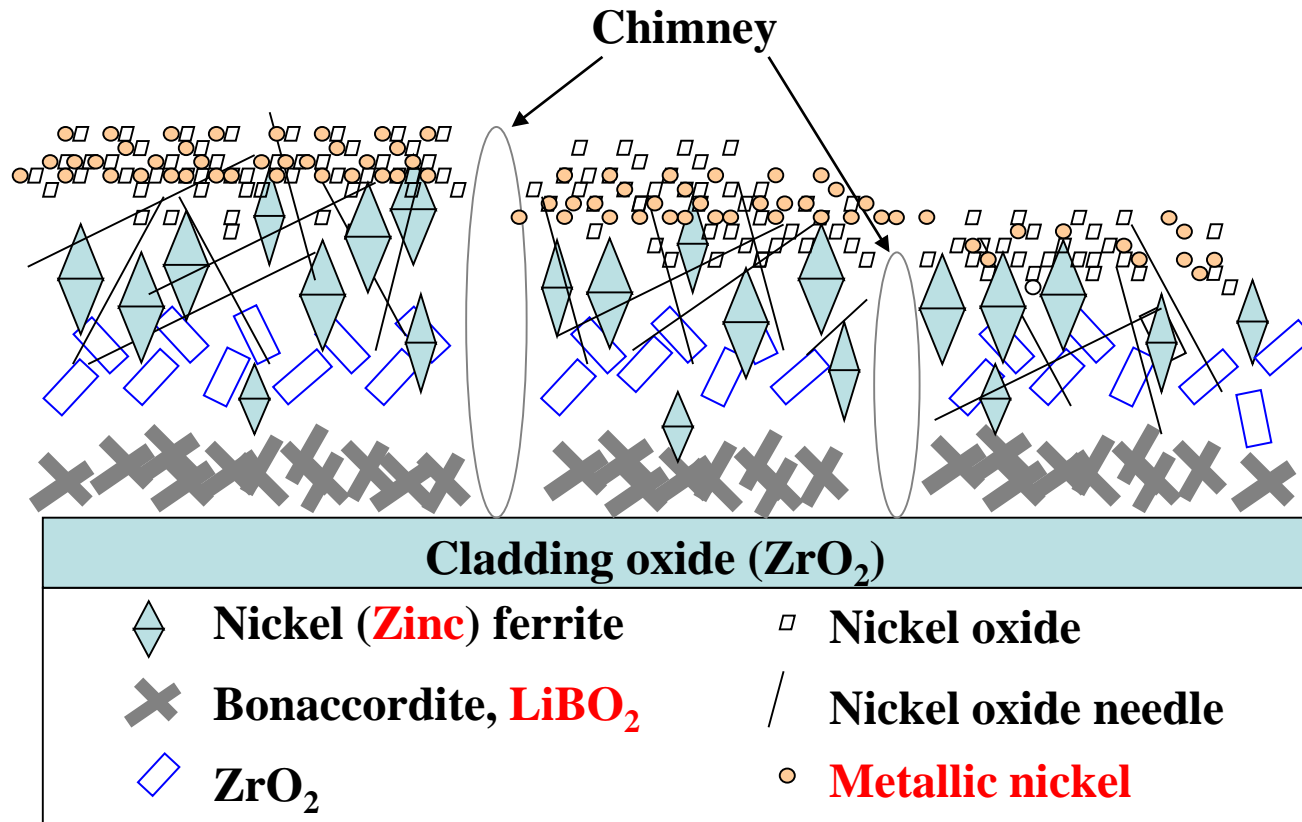 Chimney
Cladding oxide (ZrO₂)
Nickel (Zinc) ferrite
Nickel oxide
Bonaccordite, LiBO₂
Nickel oxide needle
ZrO₂
Metallic nickel